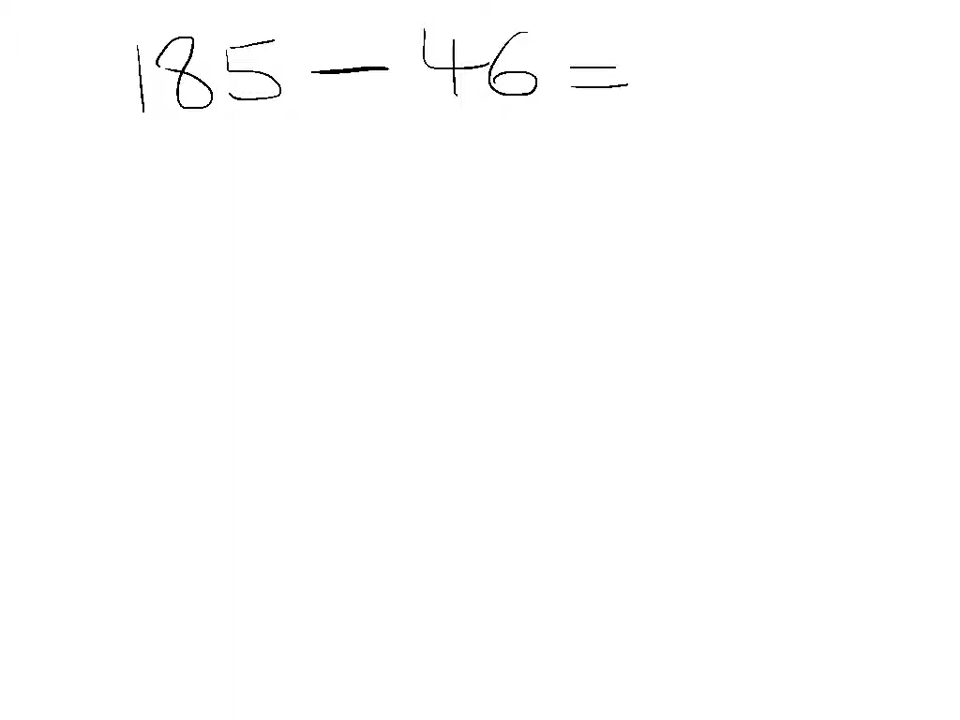 185 – 46 =